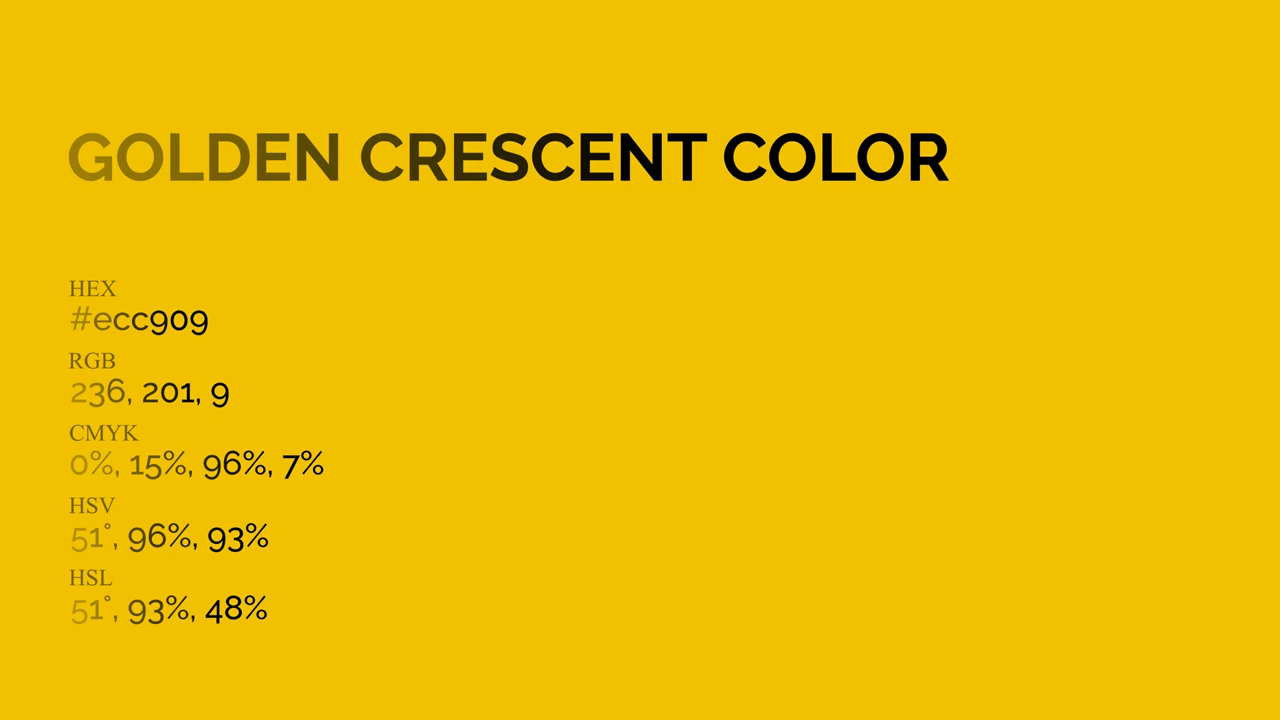 GOLDEN CRESCENT COLOR
HEX
#ecc909
RGB
236, 201, 9
CMYK
0%, 15%, 96%, 7%
HSV
51°, 96%, 93%
HSL
51°, 93%, 48%